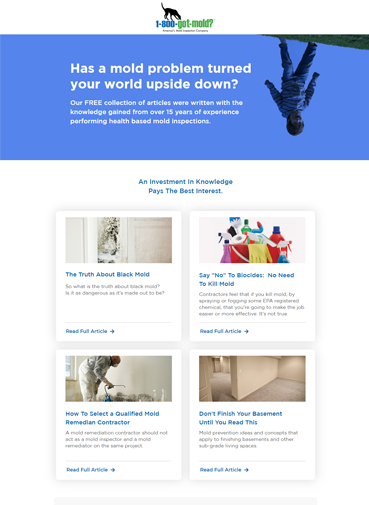 1-800-got-mold?
America's Mold Inspection Company
Has a mold problem turned
your world upside down?
Our FREE collection of articles were written with the
knowledge gained from over 15 years of experience
performing health based mold inspections.
An Investment In Knowledge
Pays The Best Interest.
The Truth About Black Mold
So what is the truth about black mold?
Is it as dangerous as it's made out to be?
Read Full Article →
Say "No" To Biocides: No Need
To Kill Mold
Contractors feel that if you kill mold, by
spraying or fogging some EPA registered
chemical, that you're going to make the job
easier or more effective. It's not true.
Read Full Article →
How To Select a Qualified Mold
Remedian Contractor
A mold remediation contractor should not
act as a mold inspector and a mold
remediator on the same project.
Read Full Article →
Don't Finish Your Basement
Until You Read This
Mold prevention ideas and concepts that
apply to finishing basements and other
sub-grade living spaces.
Read Full Article →